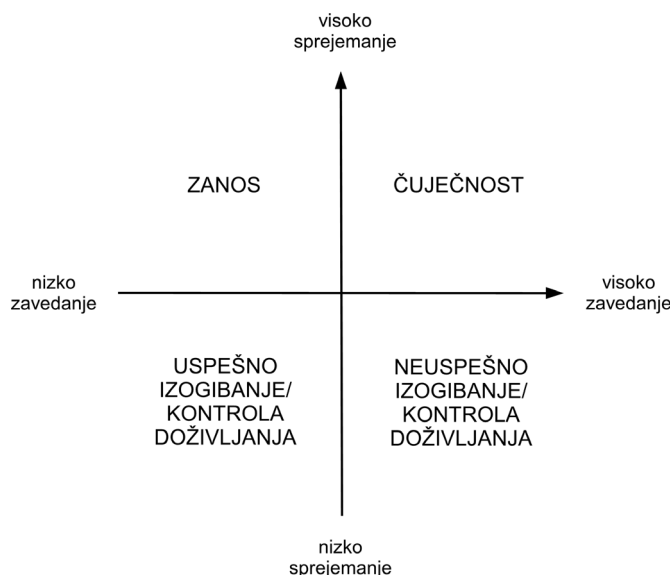 visoko
sprejemanje
ZANOS
ČUJEČNOST
nizko
zavedanje
visoko
zavedanje
USPEŠNO
IZOGIBANJE/
KONTROLA
DOŽIVLJANJA
NEUSPEŠNO
IZOGIBANJE/
KONTROLA
DOŽIVLJANJA
nizko
sprejemanje